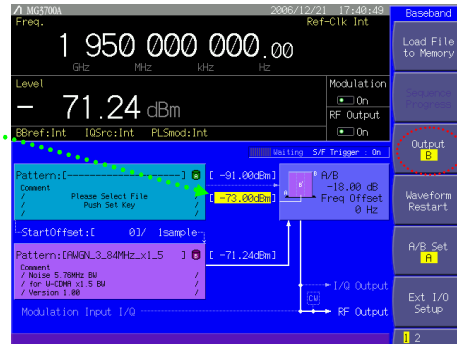 MG3700A 2006/12/21 17:40:49
Freq. Ref-Clk Int
1 950 000 000.00
GHz MHz kHz Hz
Level
- 71.24 dBm
Modulation
On
RF Output
On
BBref:Int IQSrc:Int PLSmod:Int
Waiting S/F Trigger : On
Pattern:[--------------------] [ -91.00dBm]
Comment
/ Please Select File /
/ Push Set Key /
/ /
[ -73.00dBm]
B A/B
B'
A
-18.00 dB
Freq Offset
0 Hz
StartOffset:[ 0]/ 1sample
Pattern:[AWGN_3_84MHz_x1_5 ] [ -71.24dBm]
Comment
/ Noise 5.76MHz BW /
/ for W-CDMA x1.5 BW /
/ Version 1.00 /
I/Q Output
CW
Modulation Input I/Q RF Output
Baseband
Load File
to Memory
Sequence
Progress
Output
B
Waveform
Restart
A/B Set
A
Ext I/O
Setup
1 2